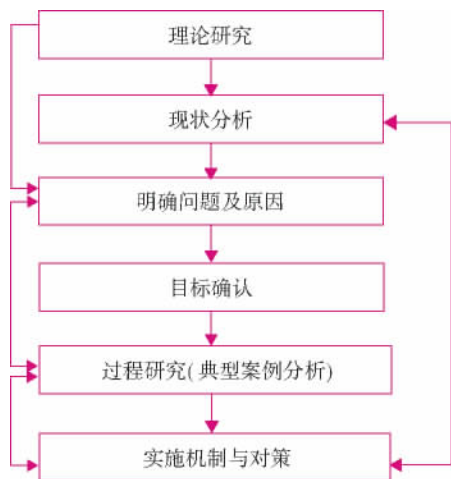 理论研究
现状分析
明确问题及原因
目标确认
过程研究(典型案例分析)
实施机制与对策